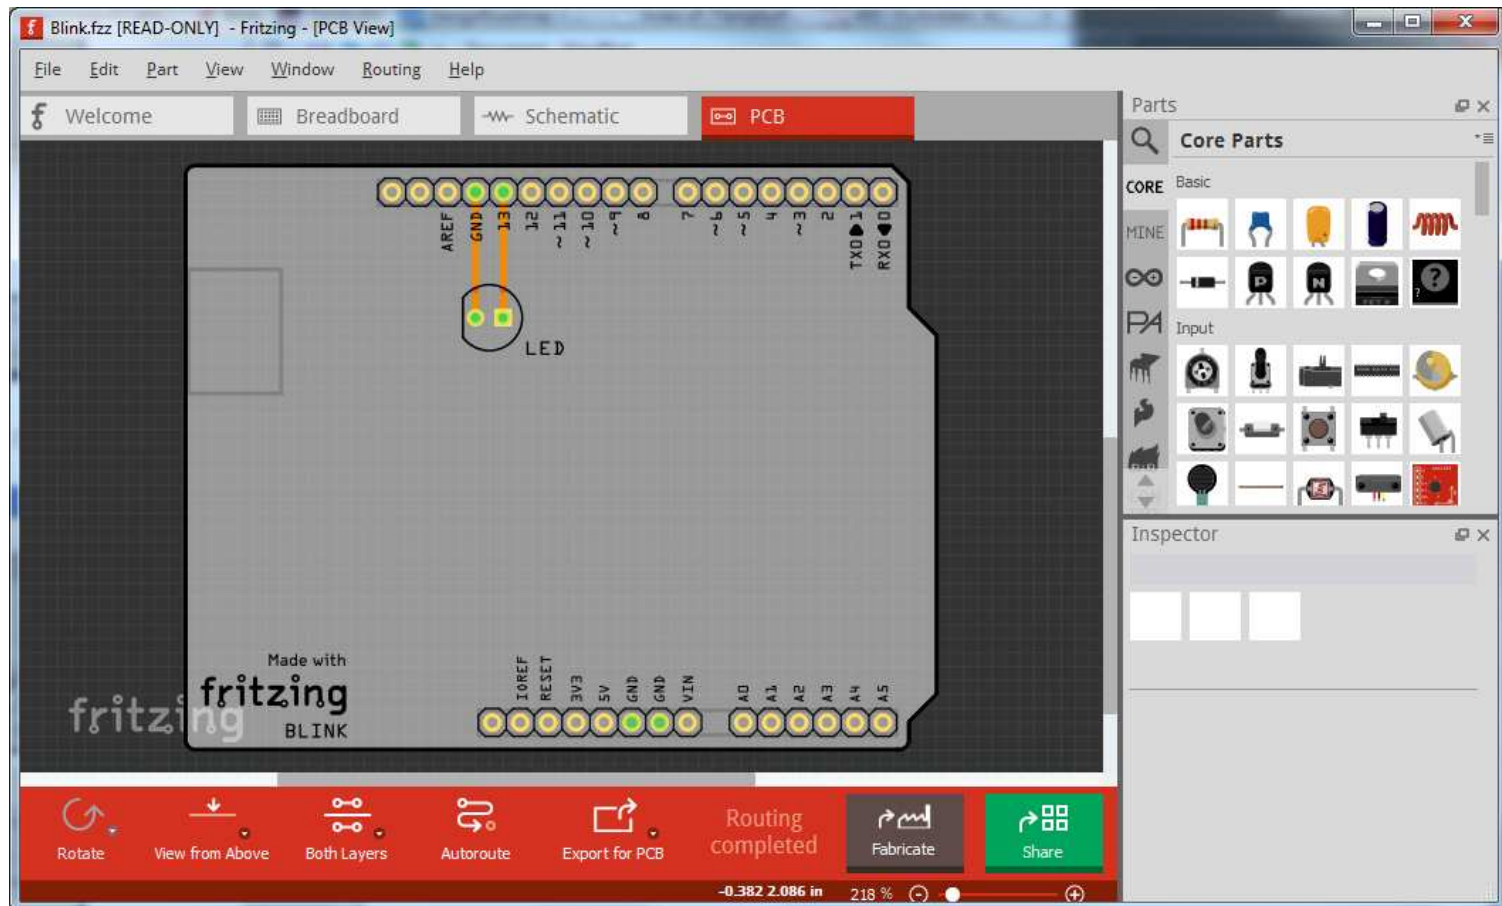 Blink.fzz [READ-ONLY] - Fritzing - [PCB View]
File Edit Part View Window Routing Help
Welcome Breadboard Schematic PCB
Parts
Core Parts
CORE
Basic
MINE
Input
AREF GND 13 12 ~11 ~10 ~9 8 7 ~6 ~5 4 ~3 2 TX0 1 RX0 0
LED
Inspector
Made with
fritzing
BLINK
fritzing
IOREF RESET 3V3 5V GND GND VIN A0 A1 A2 A3 A4 A5
Rotate View from Above Both Layers Autoroute Export for PCB
Routing
completed
Fabricate Share
-0.382 2.086 in 218 %